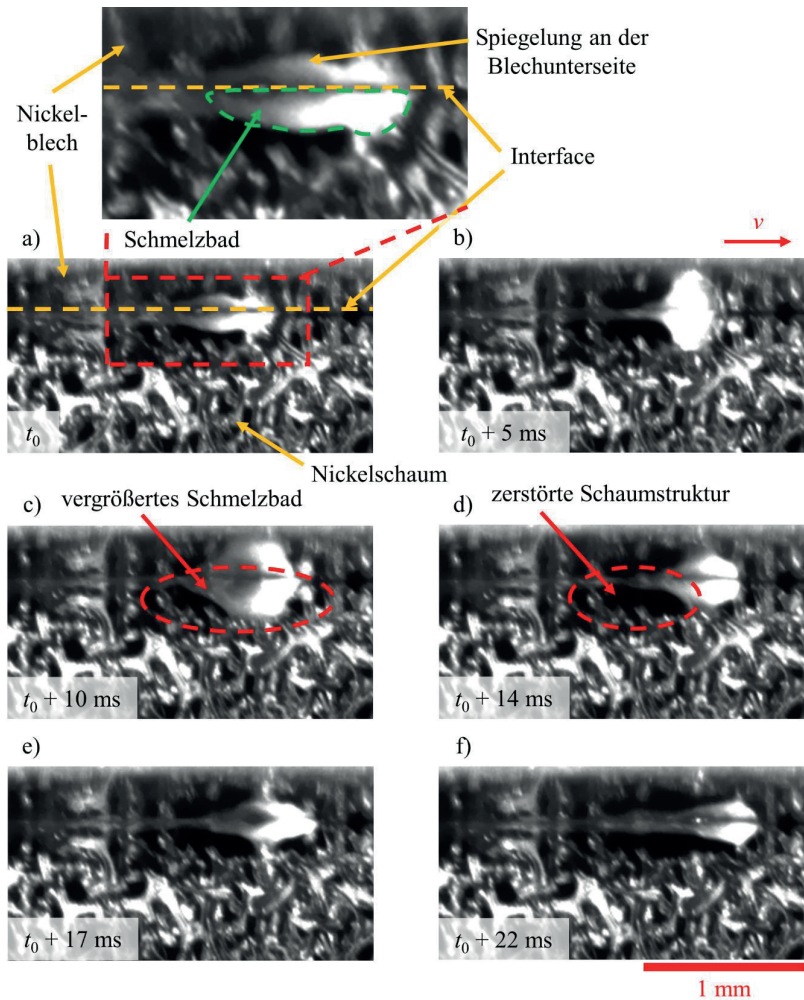 Spiegelung an der
Blechunterseite
Nickel-
blech
Interface
Schmelzbad
a)
b)
v
t0
t0 + 5 ms
Nickelschaum
vergrößertes Schmelzbad
zerstörte Schaumstruktur
c)
d)
t0 + 10 ms
t0 + 14 ms
e)
f)
t0 + 17 ms
t0 + 22 ms
1 mm